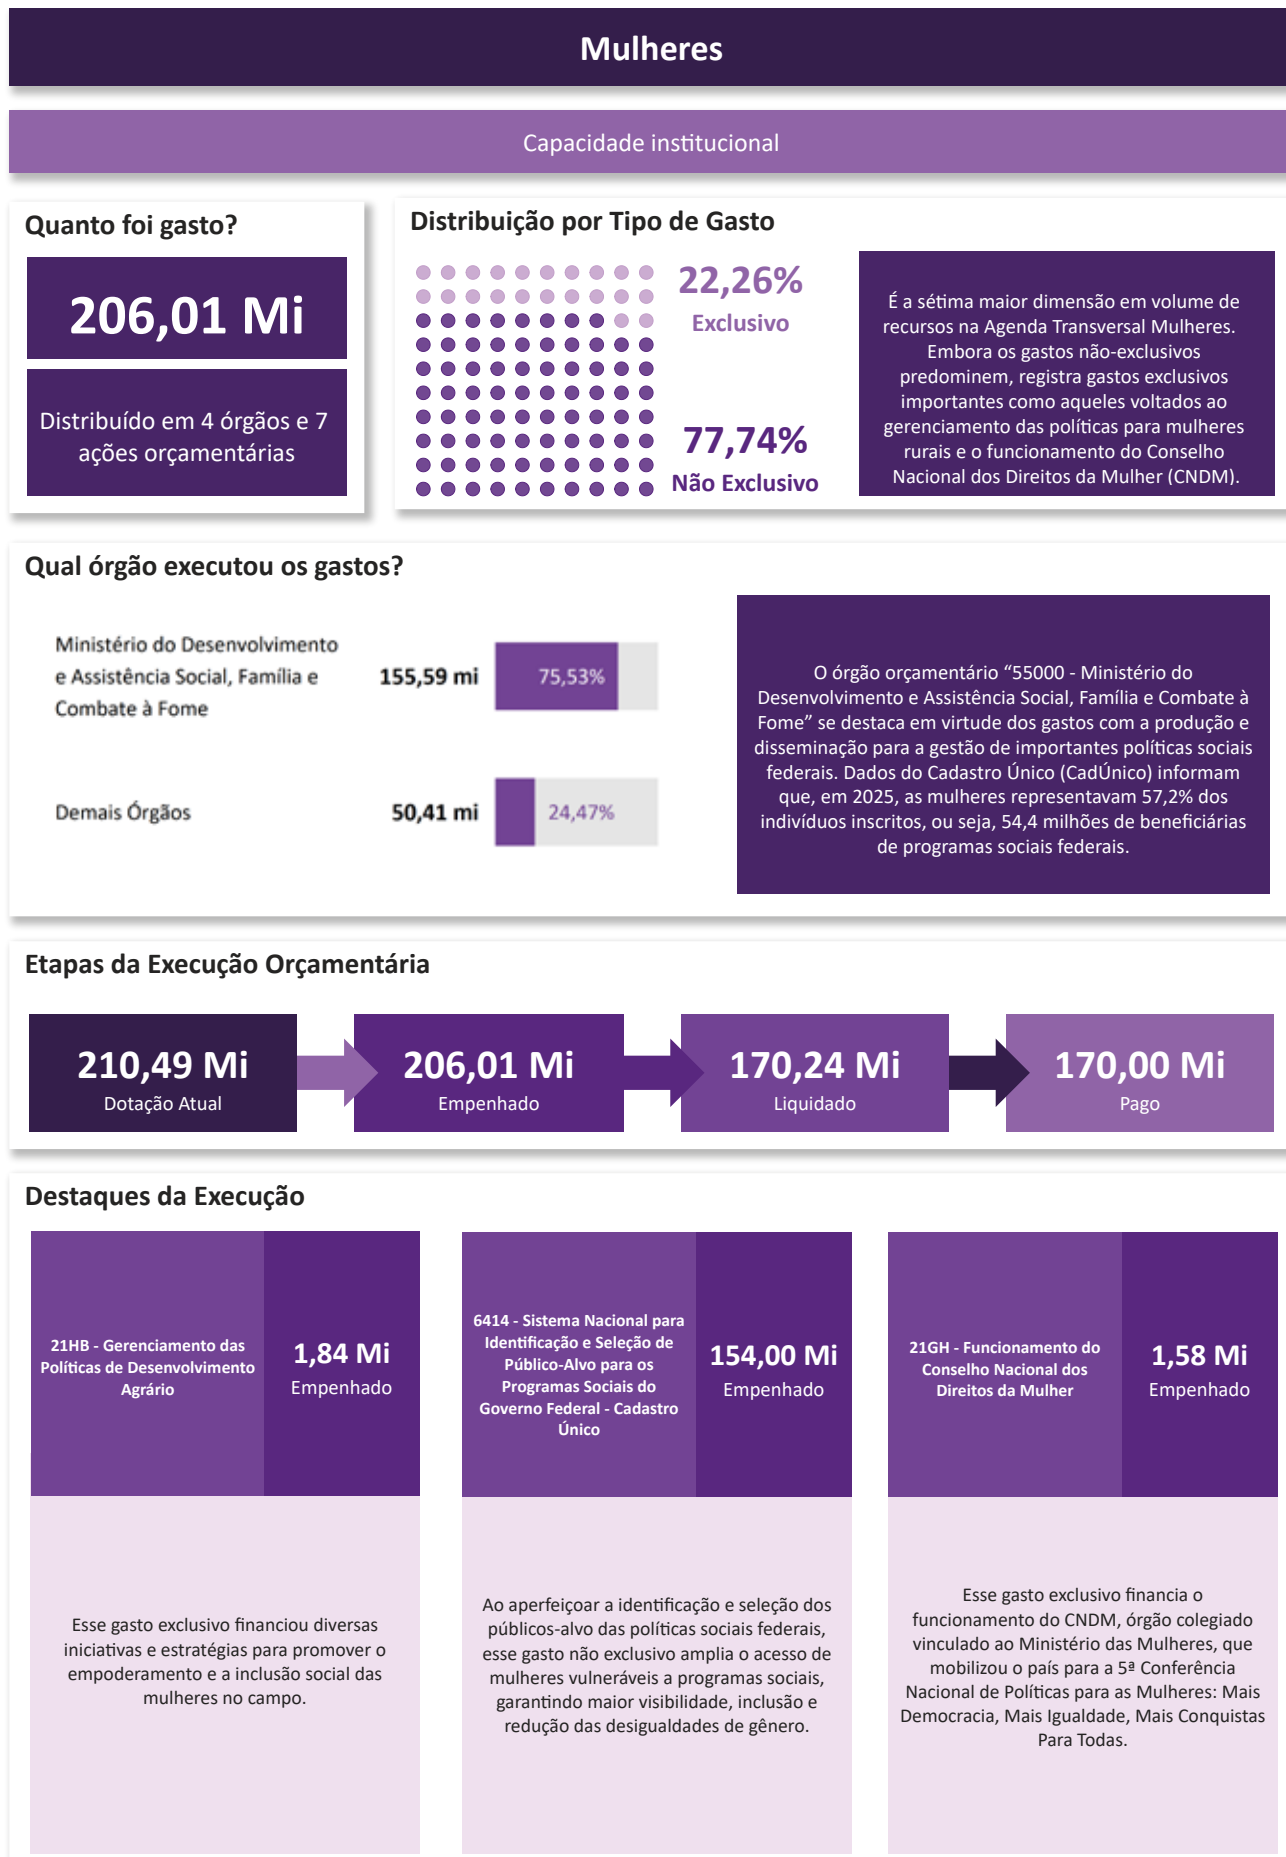 Mulheres
Capacidade institucional
Quanto foi gasto?
206,01 Mi
Distribuído em 4 órgãos e 7
ações orçamentárias
Distribuição por Tipo de Gasto
22,26%
Exclusivo
77,74%
Não Exclusivo
É a sétima maior dimensão em volume de
recursos na Agenda Transversal Mulheres.
Embora os gastos não-exclusivos
predominem, registra gastos exclusivos
importantes como aqueles voltados ao
gerenciamento das políticas para mulheres
rurais e o funcionamento do Conselho
Nacional dos Direitos da Mulher (CNDM).
Qual órgão executou os gastos?
Ministério do Desenvolvimento
e Assistência Social, Família e
Combate à Fome
155,59 mi
75,53%
Demais Órgãos
50,41 mi
24,47%
O órgão orçamentário “55000 - Ministério do
Desenvolvimento e Assistência Social, Família e Combate à
Fome” se destaca em virtude dos gastos com a produção e
disseminação para a gestão de importantes políticas sociais
federais. Dados do Cadastro Único (CadÚnico) informam
que, em 2025, as mulheres representavam 57,2% dos
indivíduos inscritos, ou seja, 54,4 milhões de beneficiárias
de programas sociais federais.
Etapas da Execução Orçamentária
210,49 Mi
Dotação Atual
206,01 Mi
Empenhado
170,24 Mi
Liquidado
170,00 Mi
Pago
Destaques da Execução
21HB - Gerenciamento das
Políticas de Desenvolvimento
Agrário
1,84 Mi
Empenhado
Esse gasto exclusivo financiou diversas
iniciativas e estratégias para promover o
empoderamento e a inclusão social das
mulheres no campo.
6414 - Sistema Nacional para
Identificação e Seleção de
Público-Alvo para os
Programas Sociais do
Governo Federal - Cadastro
Único
154,00 Mi
Empenhado
Ao aperfeiçoar a identificação e seleção dos
públicos-alvo das políticas sociais federais,
esse gasto não exclusivo amplia o acesso de
mulheres vulneráveis a programas sociais,
garantindo maior visibilidade, inclusão e
redução das desigualdades de gênero.
21GH - Funcionamento do
Conselho Nacional dos
Direitos da Mulher
1,58 Mi
Empenhado
Esse gasto exclusivo financia o
funcionamento do CNDM, órgão colegiado
vinculado ao Ministério das Mulheres, que
mobilizou o país para a 5ª Conferência
Nacional de Políticas para as Mulheres: Mais
Democracia, Mais Igualdade, Mais Conquistas
Para Todas.